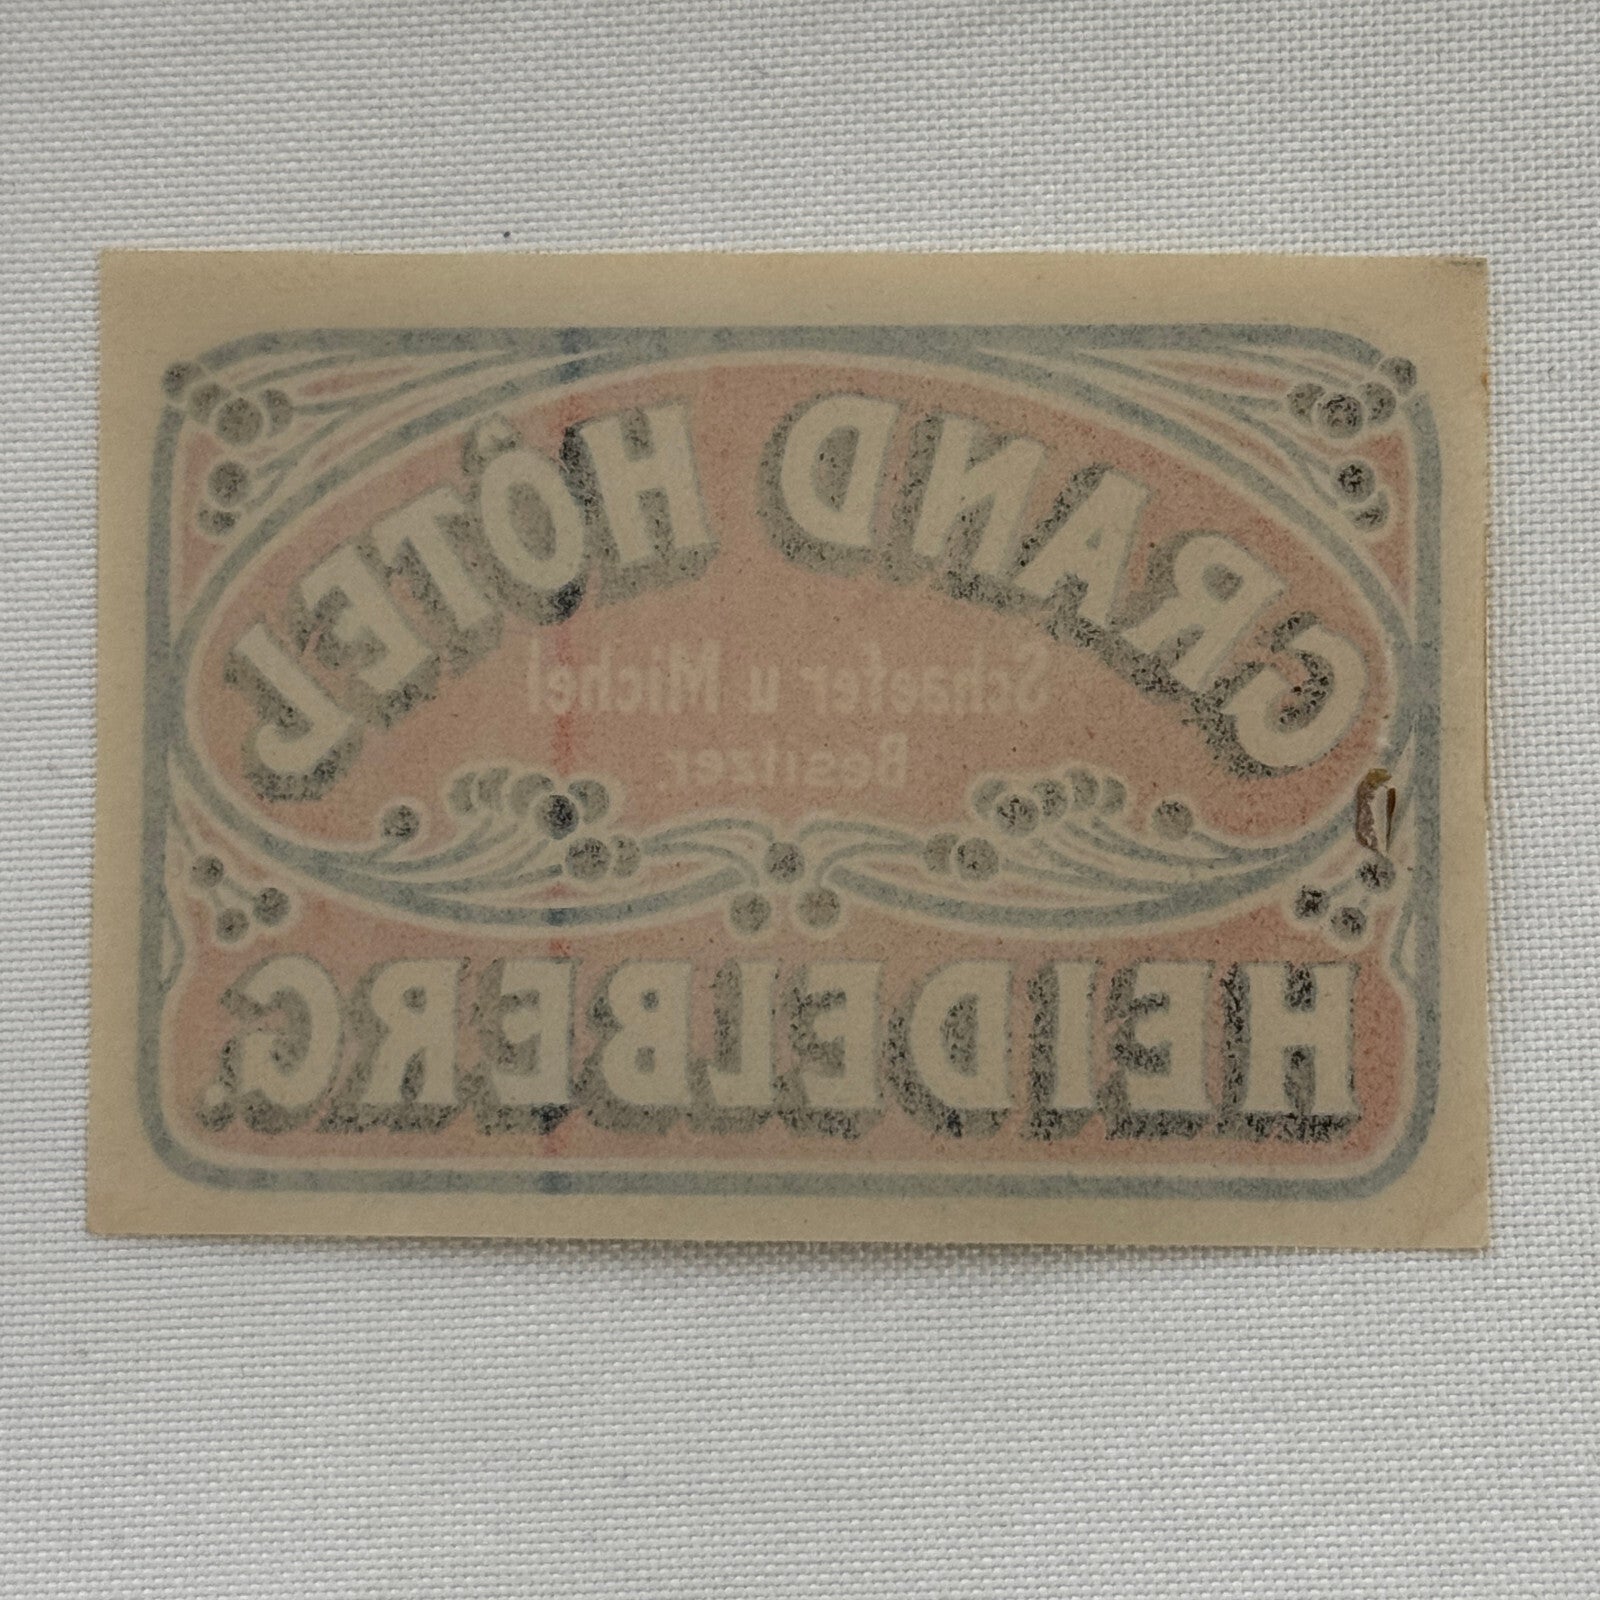 GRAND HÔTEL
Schaefer u Michel
Besitzer
HEIDELBERG.